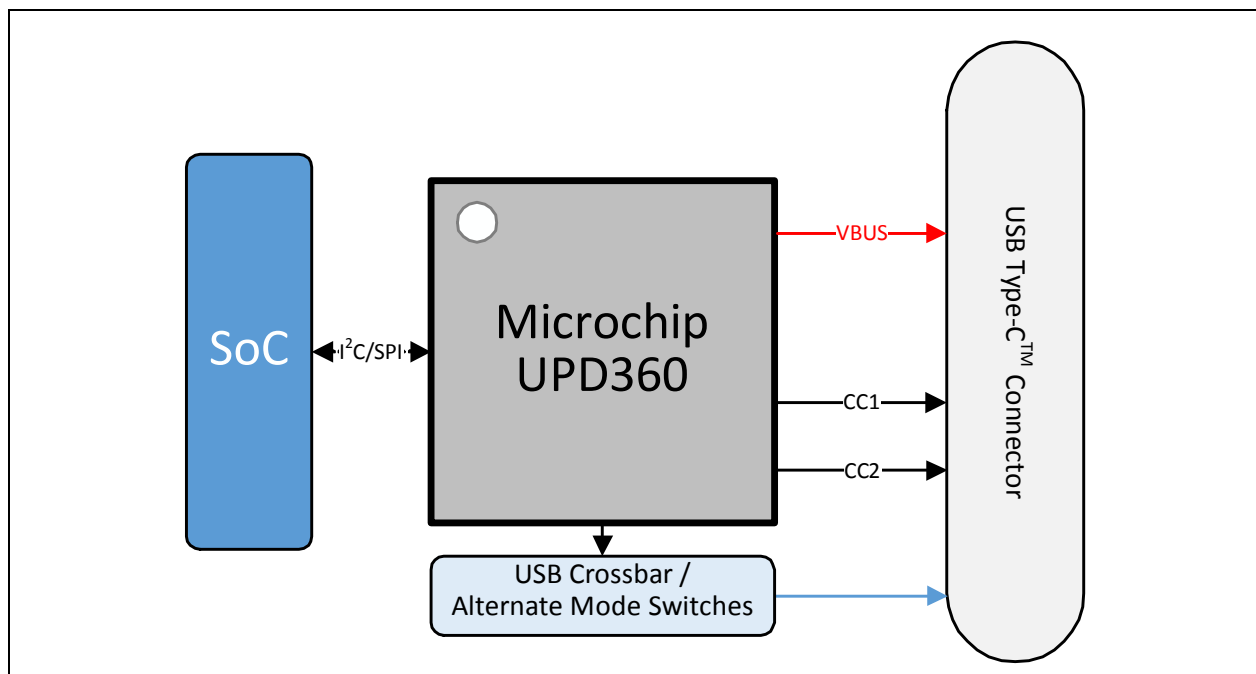 SoC
I²C/SPI
Microchip
UPD360
VBUS
CC1
CC2
USB Crossbar /
Alternate Mode Switches
USB Type-C™ Connector